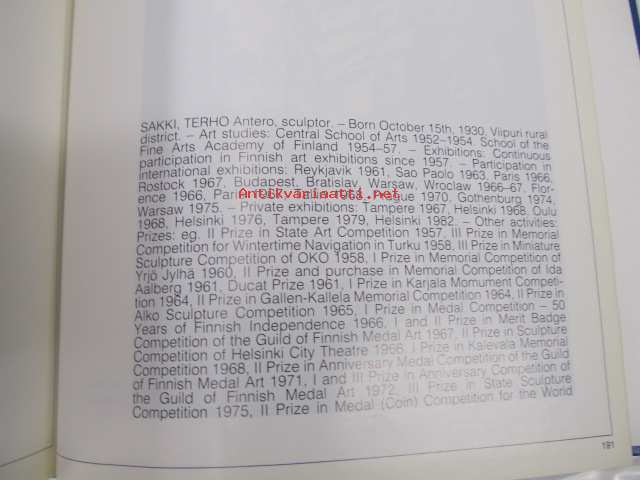 SAKKI, TERHO Antero, sculptor. – Born October 15th, 1930, Viipuri rural
district. – Art studies: Central School of Arts 1952–1954, School of the
Fine Arts Academy of Finland 1954–57. – Exhibitions: Continuous
participation in Finnish art exhibitions since 1957. – Participation in
international exhibitions: Reykjavik 1961, Sao Paolo 1963, Paris 1966,
Rostock 1967, Budapest, Bratislav, Warsaw, Wroclaw 1966–67, Flor-
ence 1966, Paris 1968, 1968, Prague 1970, Gothenburg 1974,
Antikvariaatti.net
Warsaw 1975. – Private exhibitions: Tampere 1967, Helsinki 1968, Oulu
1968, Helsinki 1976, Tampere 1979, Helsinki 1982. – Other activities:
Prizes: eg. II Prize in State Art Competition 1957, III Prize in Memorial
Competition for Wintertime Navigation in Turku 1958, III Prize in Miniature
Sculpture Competition of OKO 1958, I Prize in Memorial Competition of
Yrjö Jylhä 1960, II Prize and purchase in Memorial Competition of Ida
Aalberg 1961, Ducat Prize 1961, I Prize in Karjala Momument Competi-
tion 1964, II Prize in Gallen-Kallela Memorial Competition 1964, II Prize in
Alko Sculpture Competition 1965, I Prize in Medal Competition – 50
Years of Finnish Independence 1966, I and II Prize in Merit Badge
Competition of the Guild of Finnish Medal Art 1967, II Prize in Sculpture
Competition of Helsinki City Theatre 1966, I Prize in Kalevala Memorial
Competition 1968, II Prize in Anniversary Medal Competition of the Guild
of Finnish Medal Art 1971, I and III Prize in Anniversary Competition of
the Guild of Finnish Medal Art 1972, III Prize in State Sculpture
Competition 1975, II Prize in Medal (Coin) Competition for the World
191